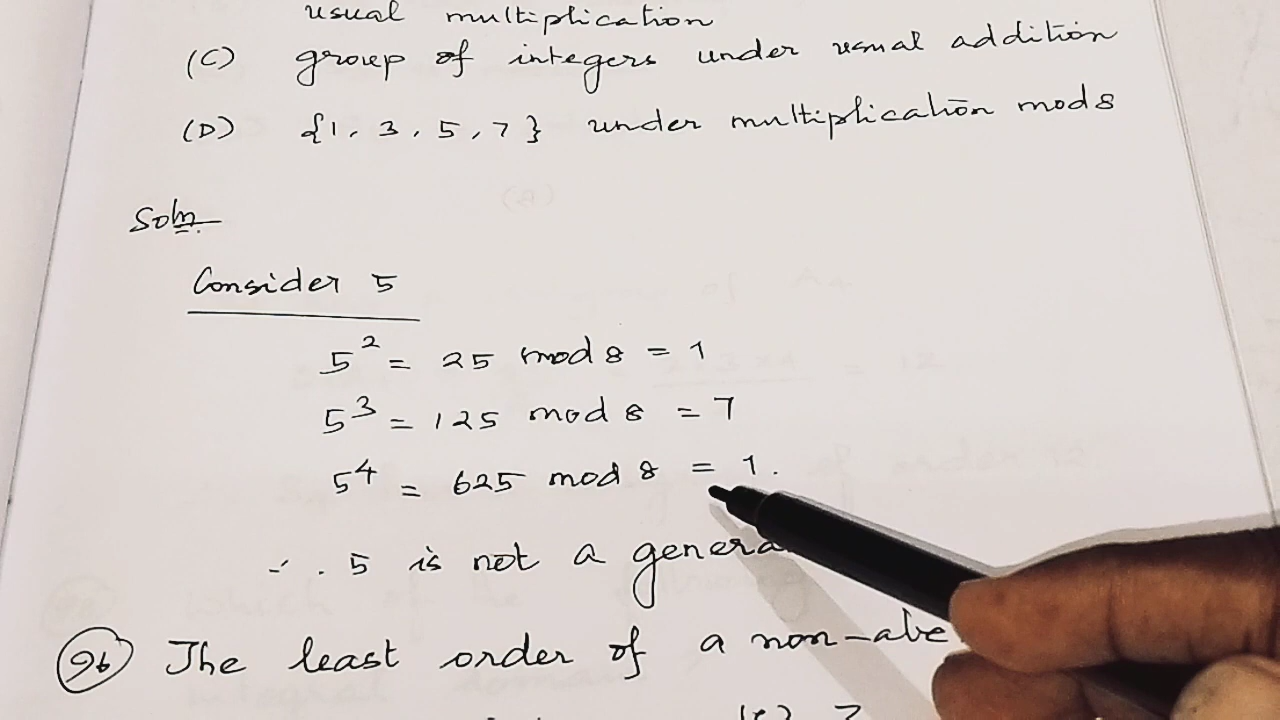 usual multiplication
(C) group of integers under usual addition
(D) {1, 3, 5, 7} under multiplication mod 8
Soln.
Consider 5
5² = 25 mod 8 = 1
5³ = 125 mod 8 = 7
5⁴ = 625 mod 8 = 1.
∴ 5 is not a genera
96 The least order of a non-abe